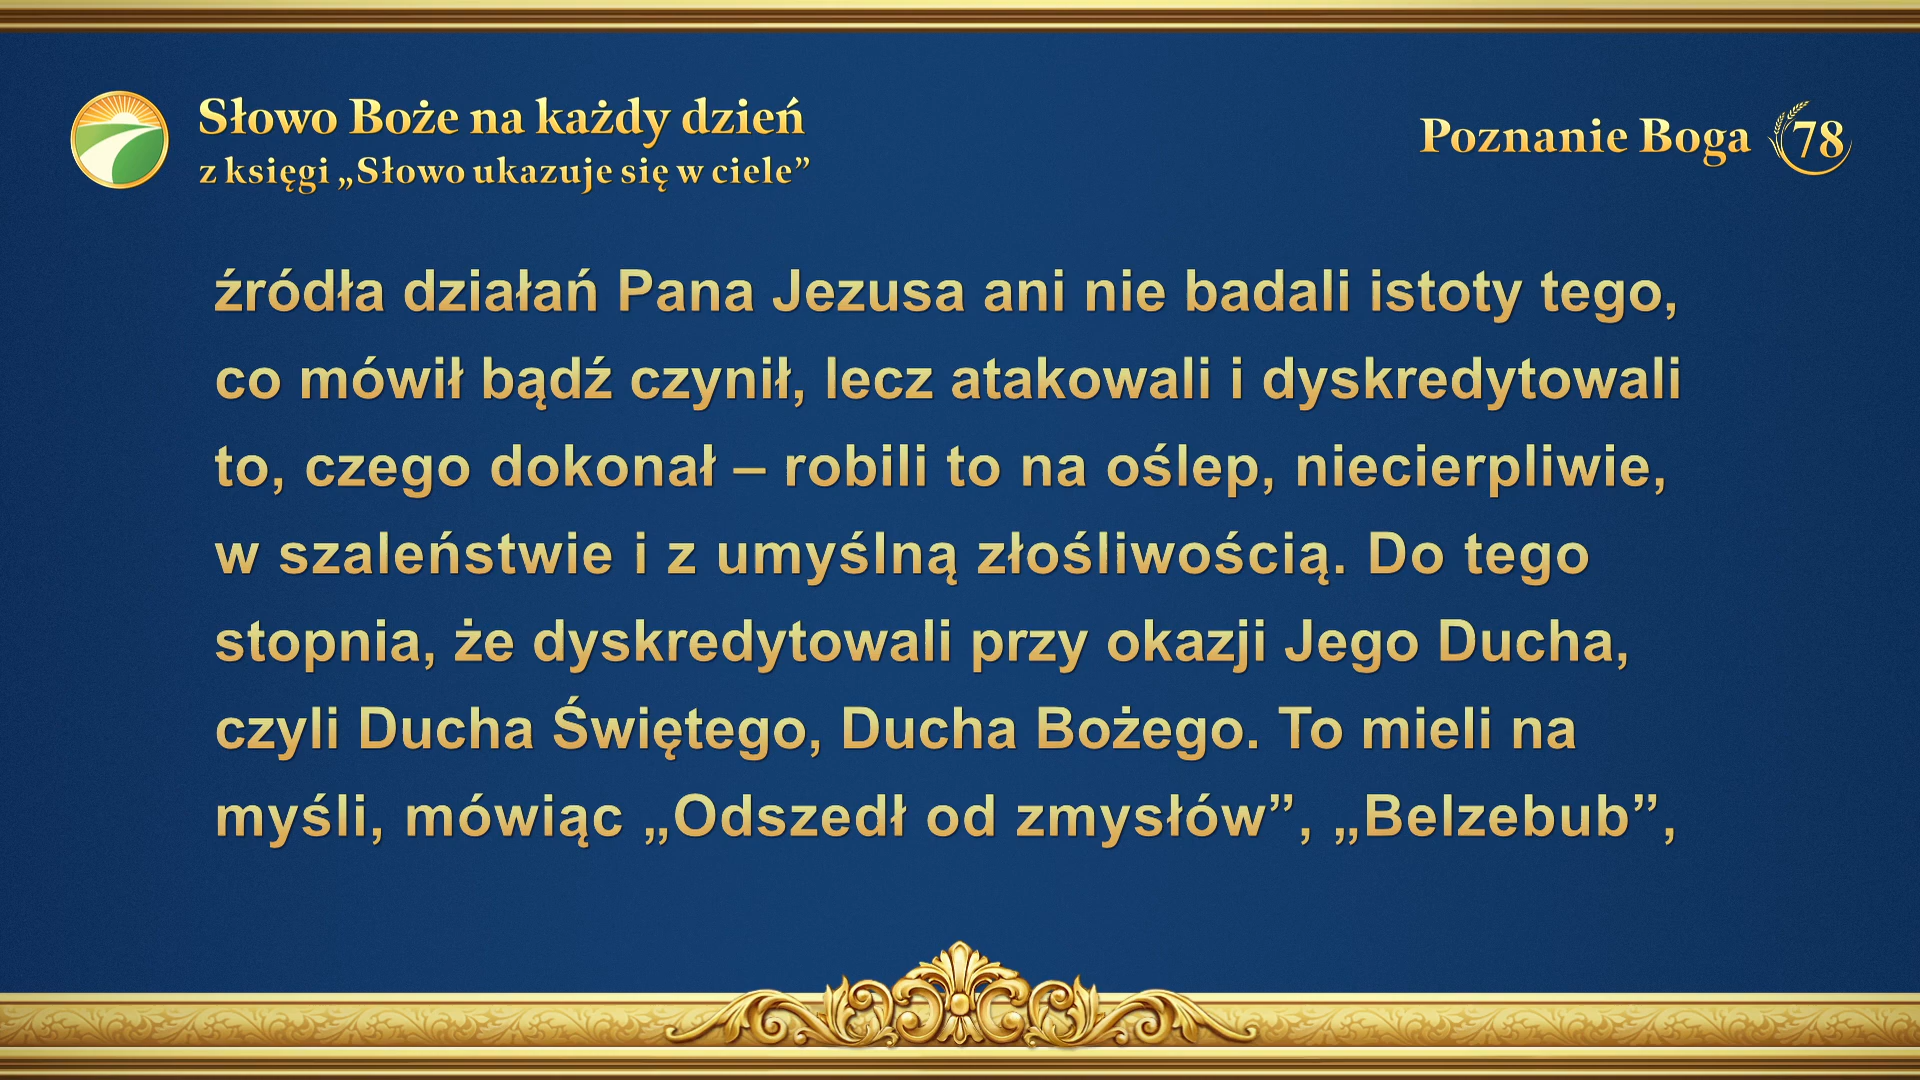 Słowo Boże na każdy dzień
z księgi „Słowo ukazuje się w ciele”
Poznanie Boga 78
źródła działań Pana Jezusa ani nie badali istoty tego,
co mówił bądź czynił, lecz atakowali i dyskredytowali
to, czego dokonał – robili to na oślep, niecierpliwie,
w szaleństwie i z umyślną złośliwością. Do tego
stopnia, że dyskredytowali przy okazji Jego Ducha,
czyli Ducha Świętego, Ducha Bożego. To mieli na
myśli, mówiąc „Odszedł od zmysłów”, „Belzebub”,